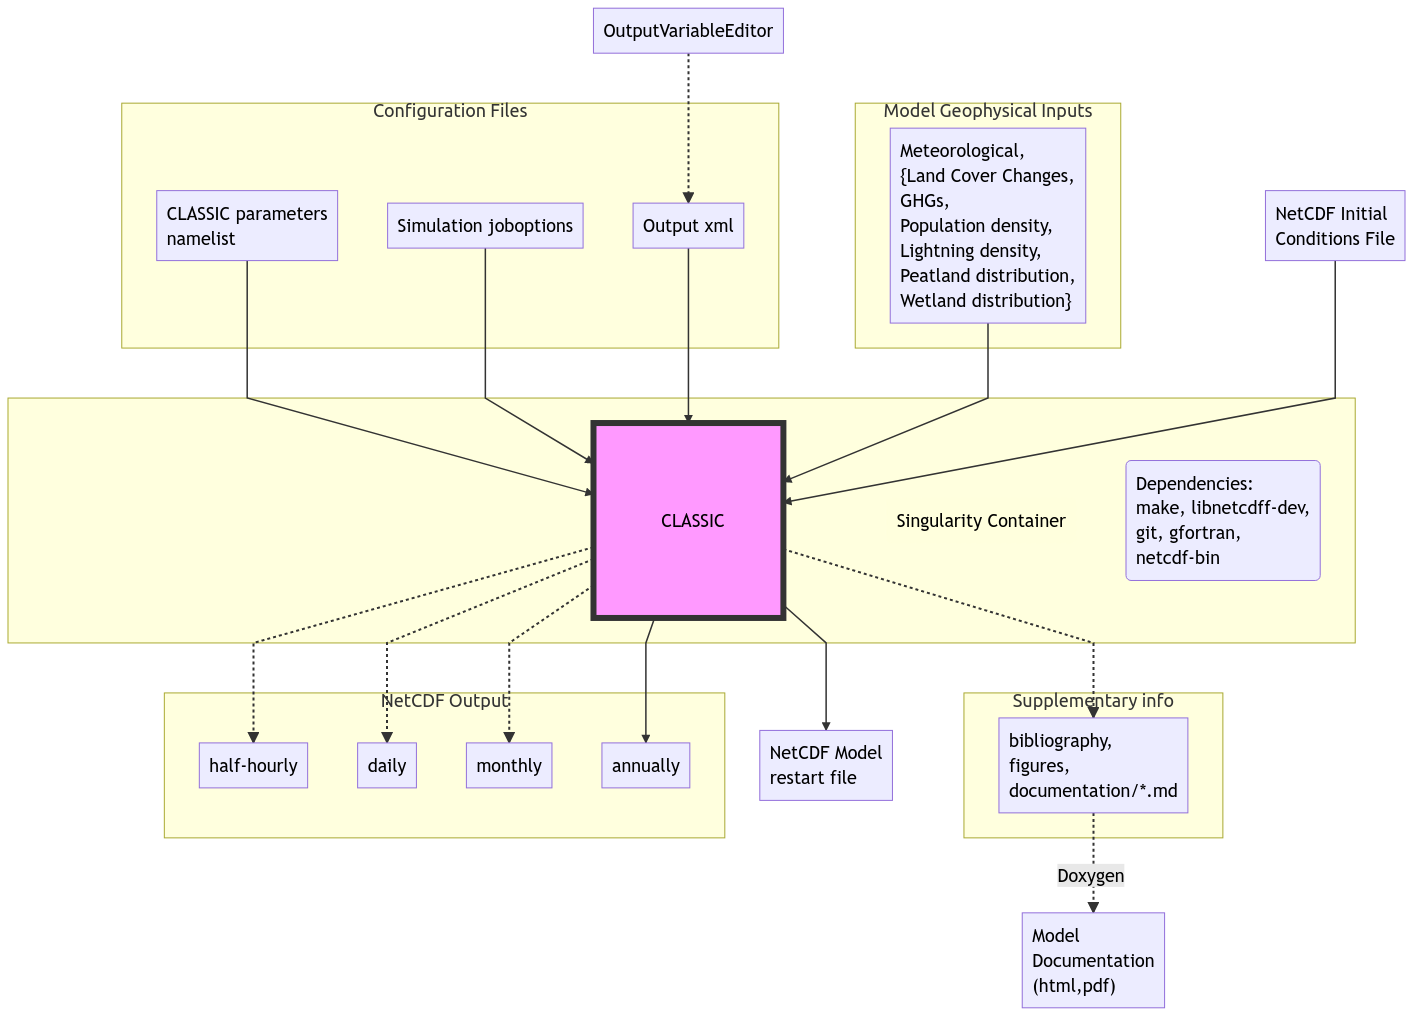 OutputVariableEditor
Configuration Files
Model Geophysical Inputs
CLASSIC parameters
namelist
Simulation joboptions
Output xml
Meteorological,
{Land Cover Changes,
GHGs,
Population density,
Lightning density,
Peatland distribution,
Wetland distribution}
NetCDF Initial
Conditions File
CLASSIC
Singularity Container
Dependencies:
make, libnetcdff-dev,
git, gfortran,
netcdf-bin
NetCDF Output
half-hourly
daily
monthly
annually
NetCDF Model
restart file
Supplementary info
bibliography,
figures,
documentation/*.md
Doxygen
Model
Documentation
(html,pdf)